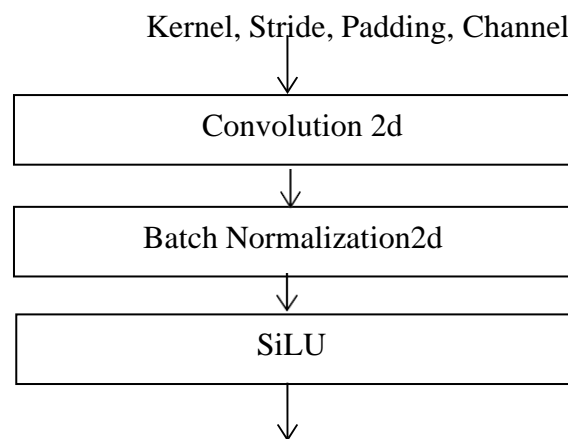 Kernel, Stride, Padding, Channel
Convolution 2d
Batch Normalization2d
SiLU